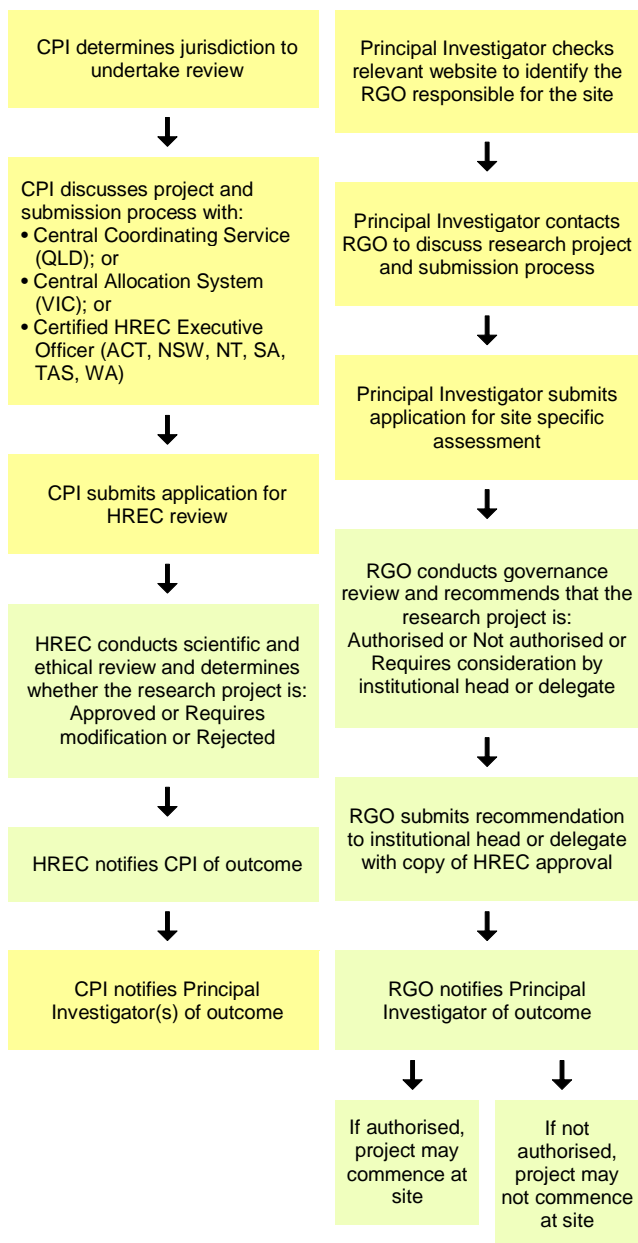 CPI determines jurisdiction to
undertake review
CPI discusses project and
submission process with:
• Central Coordinating Service
(QLD); or
• Central Allocation System
(VIC); or
• Certified HREC Executive
Officer (ACT, NSW, NT, SA,
TAS, WA)
CPI submits application for
HREC review
HREC conducts scientific and
ethical review and determines
whether the research project is:
Approved or Requires
modification or Rejected
HREC notifies CPI of outcome
CPI notifies Principal
Investigator(s) of outcome
Principal Investigator checks
relevant website to identify the
RGO responsible for the site
Principal Investigator contacts
RGO to discuss research project
and submission process
Principal Investigator submits
application for site specific
assessment
RGO conducts governance
review and recommends that the
research project is:
Authorised or Not authorised or
Requires consideration by
institutional head or delegate
RGO submits recommendation
to institutional head or delegate
with copy of HREC approval
RGO notifies Principal
Investigator of outcome
If authorised,
project may
commence at
site
If not
authorised,
project may
not commence
at site